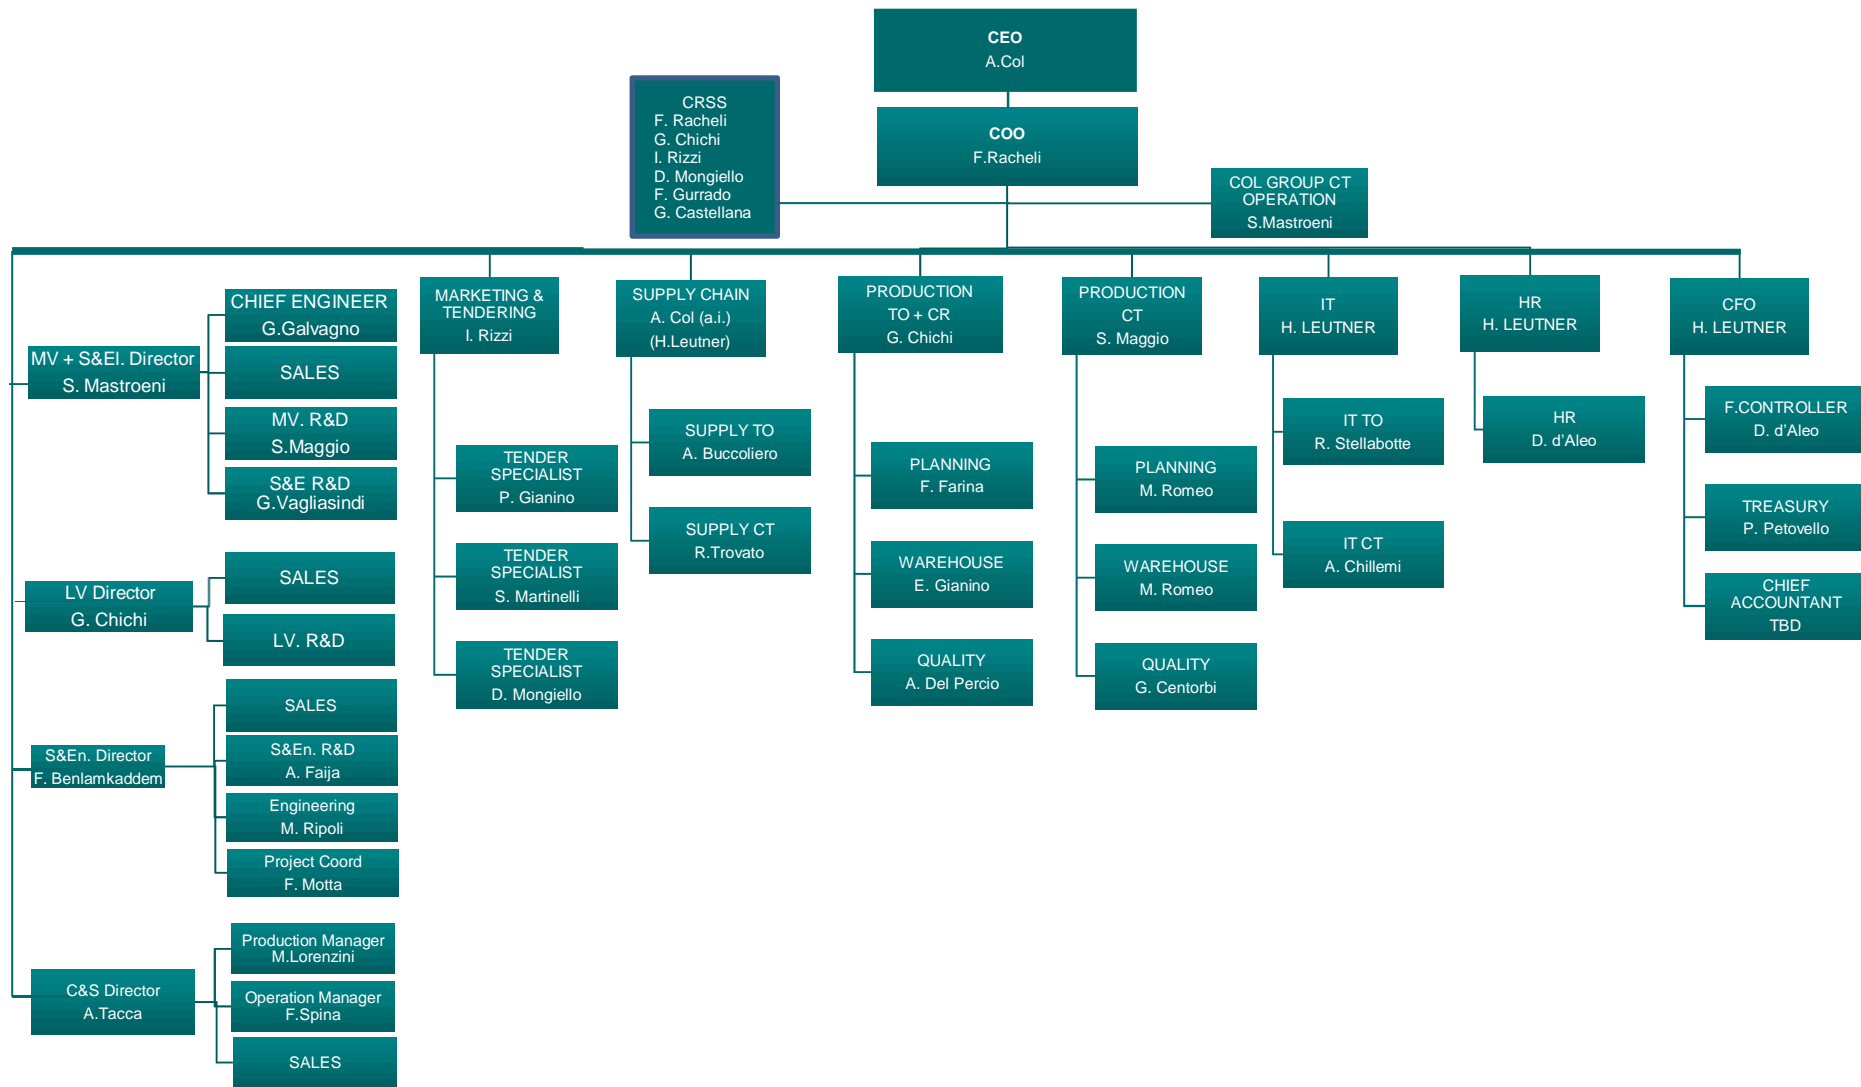 CEO
A.Col
CRSS
F. Racheli
G. Chichi
I. Rizzi
D. Mongiello
F. Gurrado
G. Castellana
COO
F.Racheli
COL GROUP CT
OPERATION
S.Mastroeni
MV + S&El. Director
S. Mastroeni
CHIEF ENGINEER
G.Galvagno
SALES
MV. R&D
S.Maggio
S&E R&D
G.Vagliasindi
LV Director
G. Chichi
SALES
LV. R&D
S&En. Director
F. Benlamkaddem
SALES
S&En. R&D
A. Faija
Engineering
M. Ripoli
Project Coord
F. Motta
C&S Director
A.Tacca
Production Manager
M.Lorenzini
Operation Manager
F.Spina
SALES
MARKETING &
TENDERING
I. Rizzi
TENDER
SPECIALIST
P. Gianino
TENDER
SPECIALIST
S. Martinelli
TENDER
SPECIALIST
D. Mongiello
SUPPLY CHAIN
A. Col (a.i.)
(H.Leutner)
SUPPLY TO
A. Buccoliero
SUPPLY CT
R.Trovato
PRODUCTION
TO + CR
G. Chichi
PLANNING
F. Farina
WAREHOUSE
E. Gianino
QUALITY
A. Del Percio
PRODUCTION
CT
S. Maggio
PLANNING
M. Romeo
WAREHOUSE
M. Romeo
QUALITY
G. Centorbi
IT
H. LEUTNER
IT TO
R. Stellabotte
IT CT
A. Chillemi
HR
H. LEUTNER
HR
D. d'Aleo
CFO
H. LEUTNER
F.CONTROLLER
D. d'Aleo
TREASURY
P. Petovello
CHIEF
ACCOUNTANT
TBD